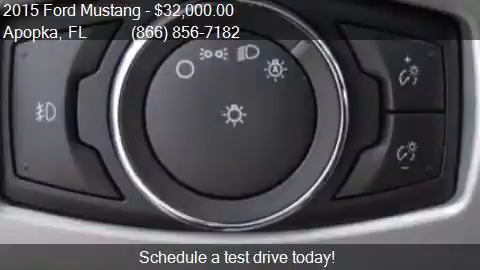 2015 Ford Mustang - $32,000.00
Apopka, FL (866) 856-7182
A
Schedule a test drive today!